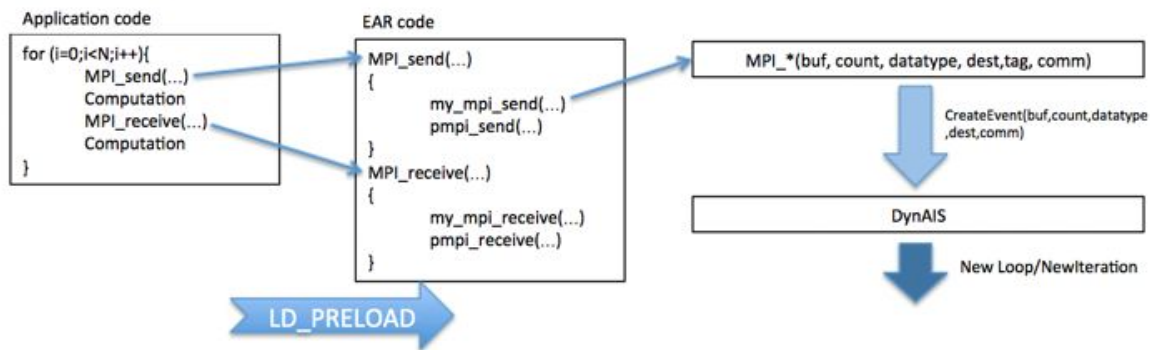 Application code
for (i=0;i<N;i++){
MPI_send(...)
Computation
MPI_receive(...)
Computation
}
EAR code
MPI_send(...)
{
my_mpi_send(...)
pmpi_send(...)
}
MPI_receive(...)
{
my_mpi_receive(...)
pmpi_receive(...)
}
LD_PRELOAD
MPI_*(buf, count, datatype, dest,tag, comm)
CreateEvent(buf,count,datatype
,dest,comm)
DynAIS
New Loop/NewIteration